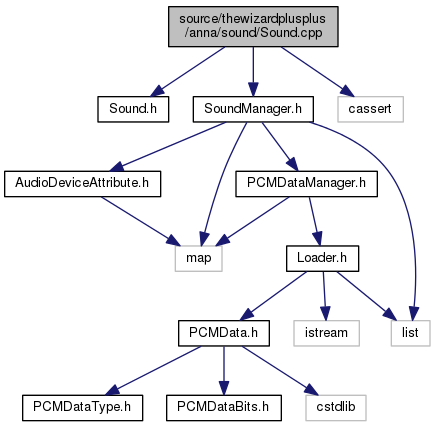 source/thewizardplusplus
/anna/sound/Sound.cpp
Sound.h
SoundManager.h
cassert
AudioDeviceAttribute.h
PCMDataManager.h
map
Loader.h
PCMData.h
istream
list
PCMDataType.h
PCMDataBits.h
cstdlib